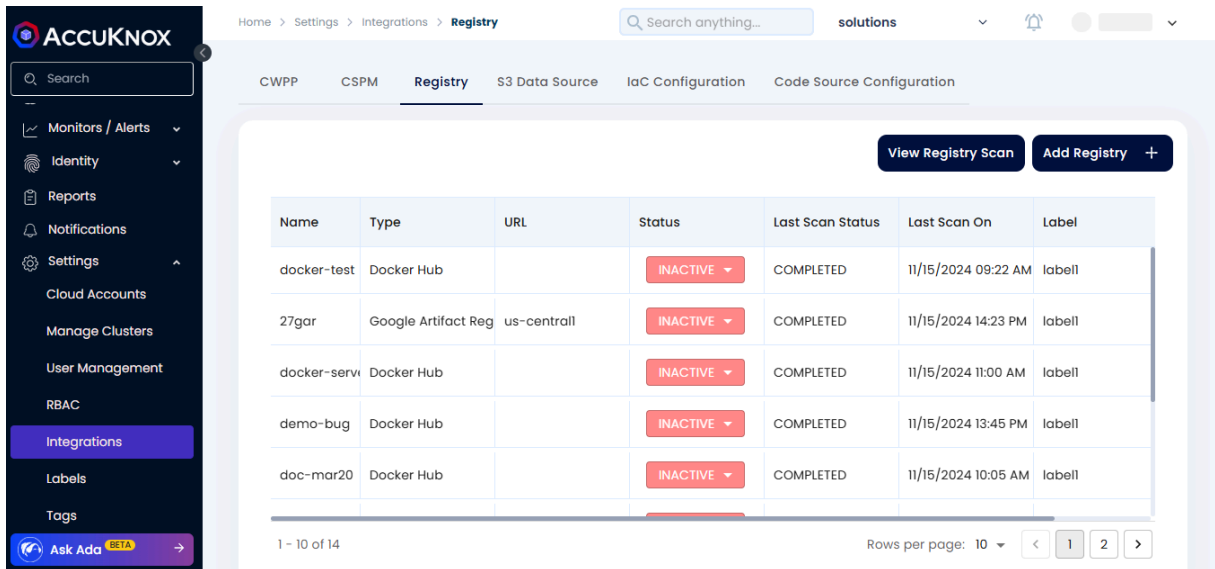 ACCUKNOX
Search
Monitors / Alerts
Identity
Reports
Notifications
Settings
Cloud Accounts
Manage Clusters
User Management
RBAC
Integrations
Labels
Tags
Ask Ada BETA
Home > Settings > Integrations > Registry
Search anything...
solutions
CWPP CSPM Registry S3 Data Source IaC Configuration Code Source Configuration
View Registry Scan Add Registry +
Name Type URL Status Last Scan Status Last Scan On Label
docker-test Docker Hub INACTIVE COMPLETED 11/15/2024 09:22 AM label1
27gar Google Artifact Reg us-central1 INACTIVE COMPLETED 11/15/2024 14:23 PM label1
docker-serv Docker Hub INACTIVE COMPLETED 11/15/2024 11:00 AM label1
demo-bug Docker Hub INACTIVE COMPLETED 11/15/2024 13:45 PM label1
doc-mar20 Docker Hub INACTIVE COMPLETED 11/15/2024 10:05 AM label1
1 - 10 of 14 Rows per page: 10 < 1 2 >